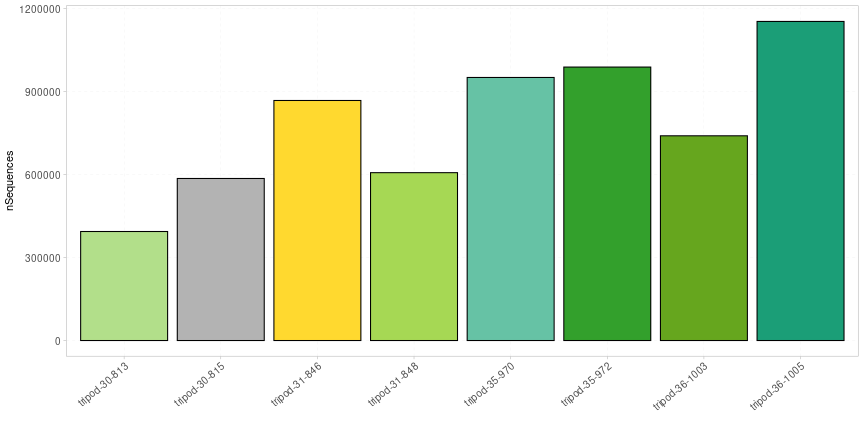 1200000
900000
600000
300000
0
nSequences
tripod-30-813
tripod-30-815
tripod-31-846
tripod-31-848
tripod-35-970
tripod-35-972
tripod-36-1003
tripod-36-1005